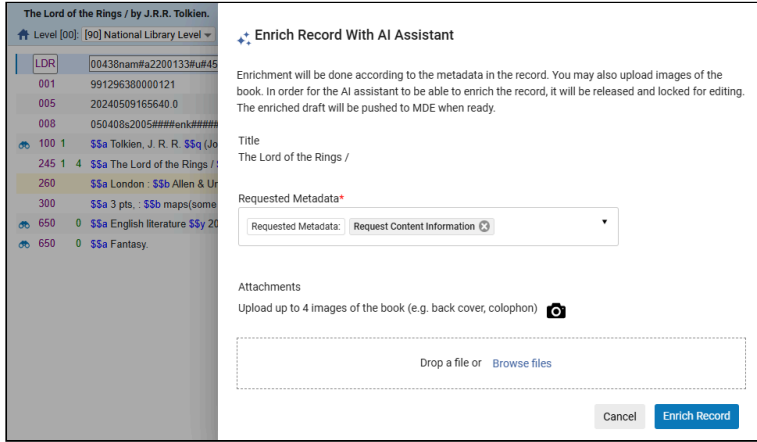 The Lord of the Rings / by J.R.R. Tolkien.
Level [00]: [90] National Library Level
LDR 00438nam#a2200133#u#45
001 991296380000121
005 20240509165640.0
008 050408s2005####enk#####
100 1 $$a Tolkien, J. R. R. $$q (Jo
245 1 4 $$a The Lord of the Rings /
260 $$a London : $$b Allen & Un
300 $$a 3 pts, : $$b maps(some
650 0 $$a English literature $$y 20
650 0 $$a Fantasy.
Enrich Record With AI Assistant
Enrichment will be done according to the metadata in the record. You may also upload images of the
book. In order for the AI assistant to be able to enrich the record, it will be released and locked for editing.
The enriched draft will be pushed to MDE when ready.
Title
The Lord of the Rings /
Requested Metadata*
Requested Metadata: Request Content Information
Attachments
Upload up to 4 images of the book (e.g. back cover, colophon)
Drop a file or Browse files
Cancel Enrich Record